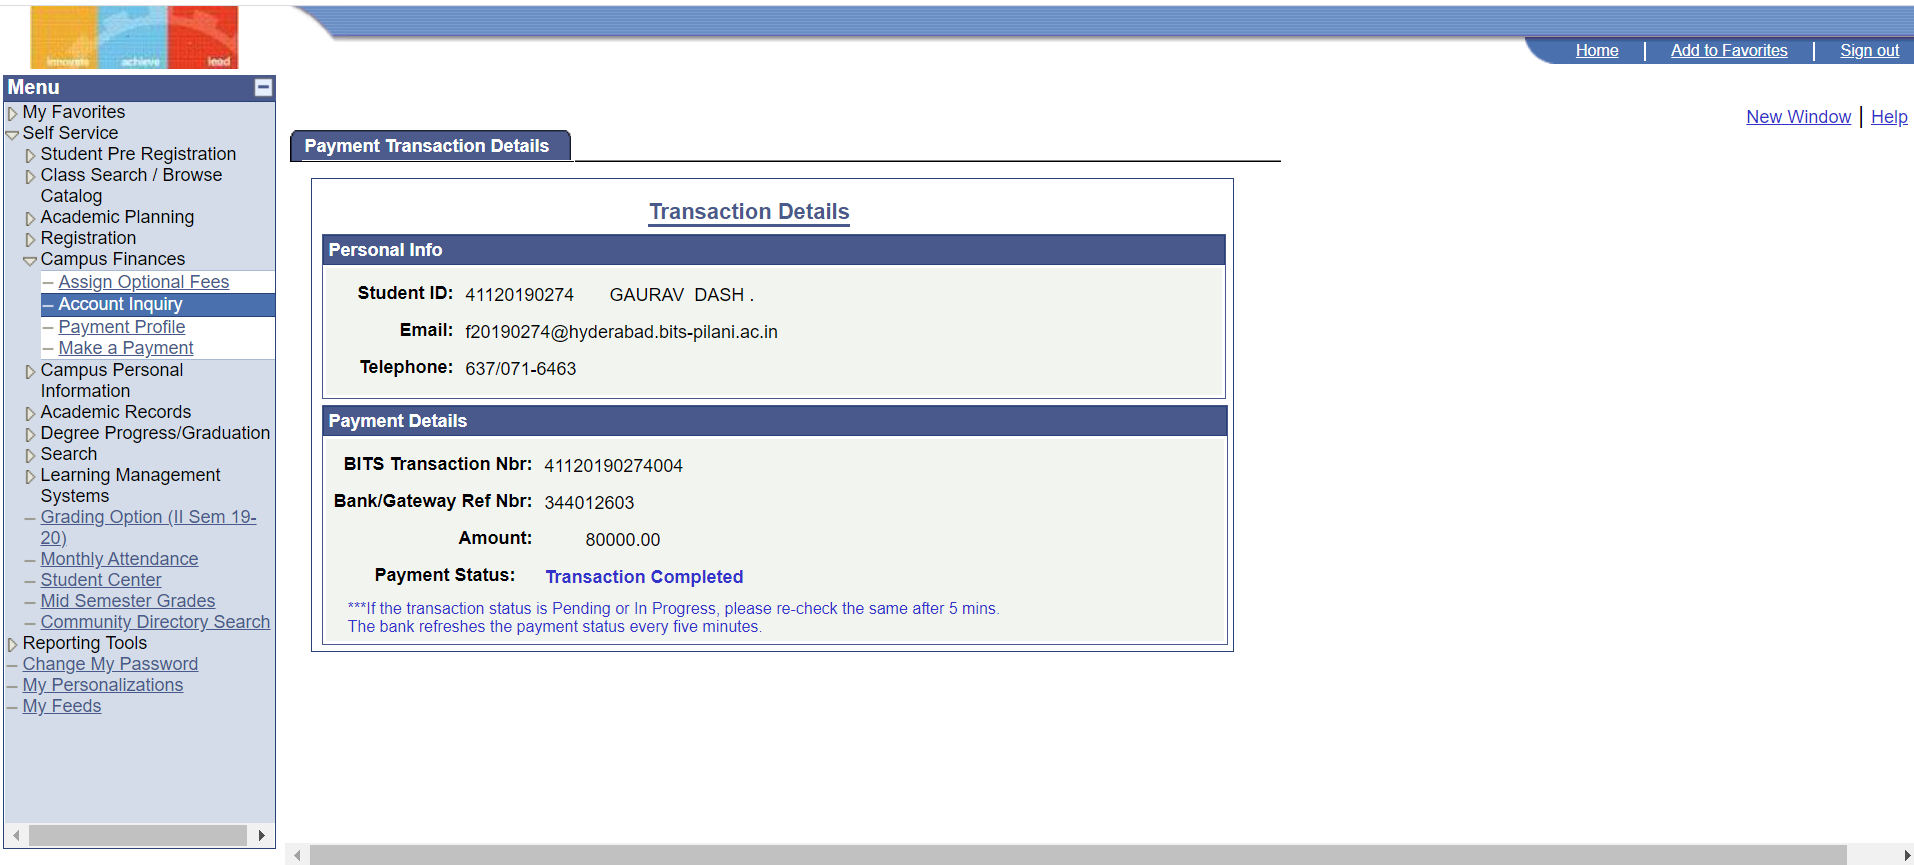 innovate achieve lead
Home
Add to Favorites
Sign out
Menu
My Favorites
Self Service
Student Pre Registration
Class Search / Browse
Catalog
Academic Planning
Registration
Campus Finances
Assign Optional Fees
Account Inquiry
Payment Profile
Make a Payment
Campus Personal
Information
Academic Records
Degree Progress/Graduation
Search
Learning Management
Systems
Grading Option (II Sem 19-
20)
Monthly Attendance
Student Center
Mid Semester Grades
Community Directory Search
Reporting Tools
Change My Password
My Personalizations
My Feeds
New Window | Help
Payment Transaction Details
Transaction Details
Personal Info
Student ID: 41120190274 GAURAV DASH .
Email: f20190274@hyderabad.bits-pilani.ac.in
Telephone: 637/071-6463
Payment Details
BITS Transaction Nbr: 41120190274004
Bank/Gateway Ref Nbr: 344012603
Amount: 80000.00
Payment Status: Transaction Completed
***If the transaction status is Pending or In Progress, please re-check the same after 5 mins.
The bank refreshes the payment status every five minutes.